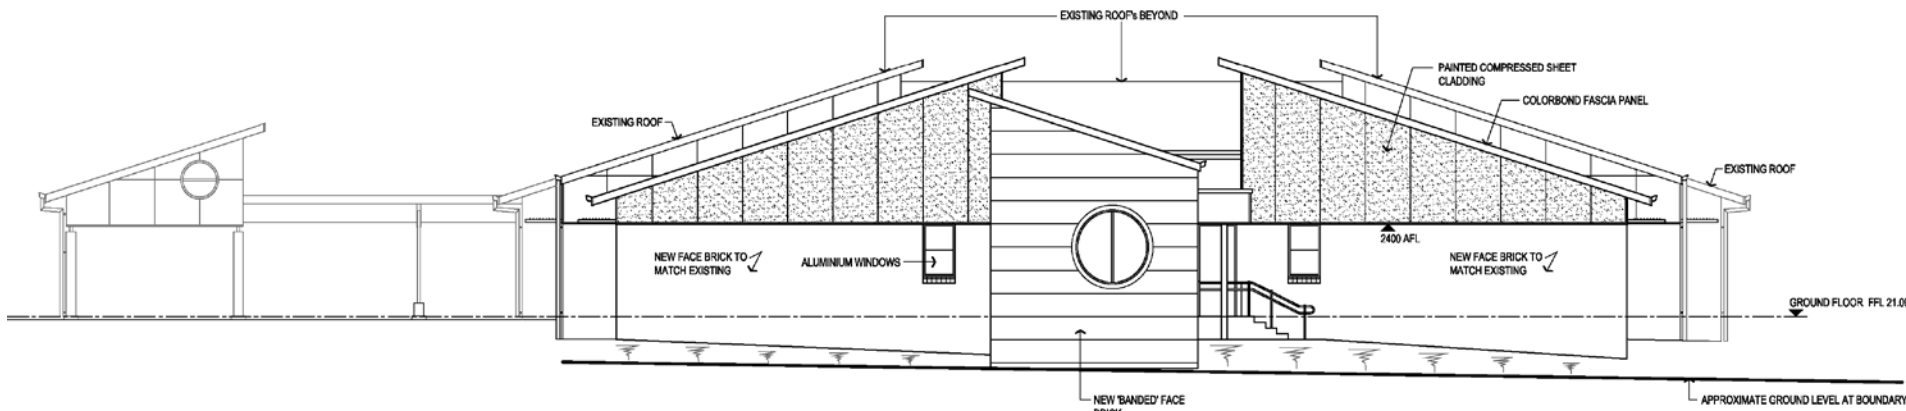 EXISTING ROOF's BEYOND
PAINTED COMPRESSED SHEET
CLADDING
COLORBOND FASCIA PANEL
EXISTING ROOF
EXISTING ROOF
2400 AFL
NEW FACE BRICK TO
MATCH EXISTING
ALUMINIUM WINDOWS
NEW FACE BRICK TO
MATCH EXISTING
GROUND FLOOR FFL 21.0
NEW 'BANDED' FACE
BRICK
APPROXIMATE GROUND LEVEL AT BOUNDARY